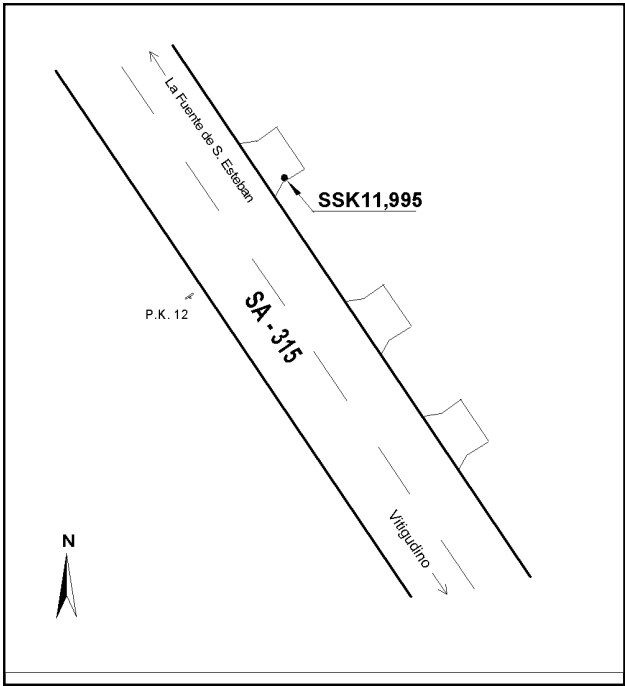 La Fuente de S. Esteban
SSK11,995
P.K. 12
SA - 315
Vitigudino
N